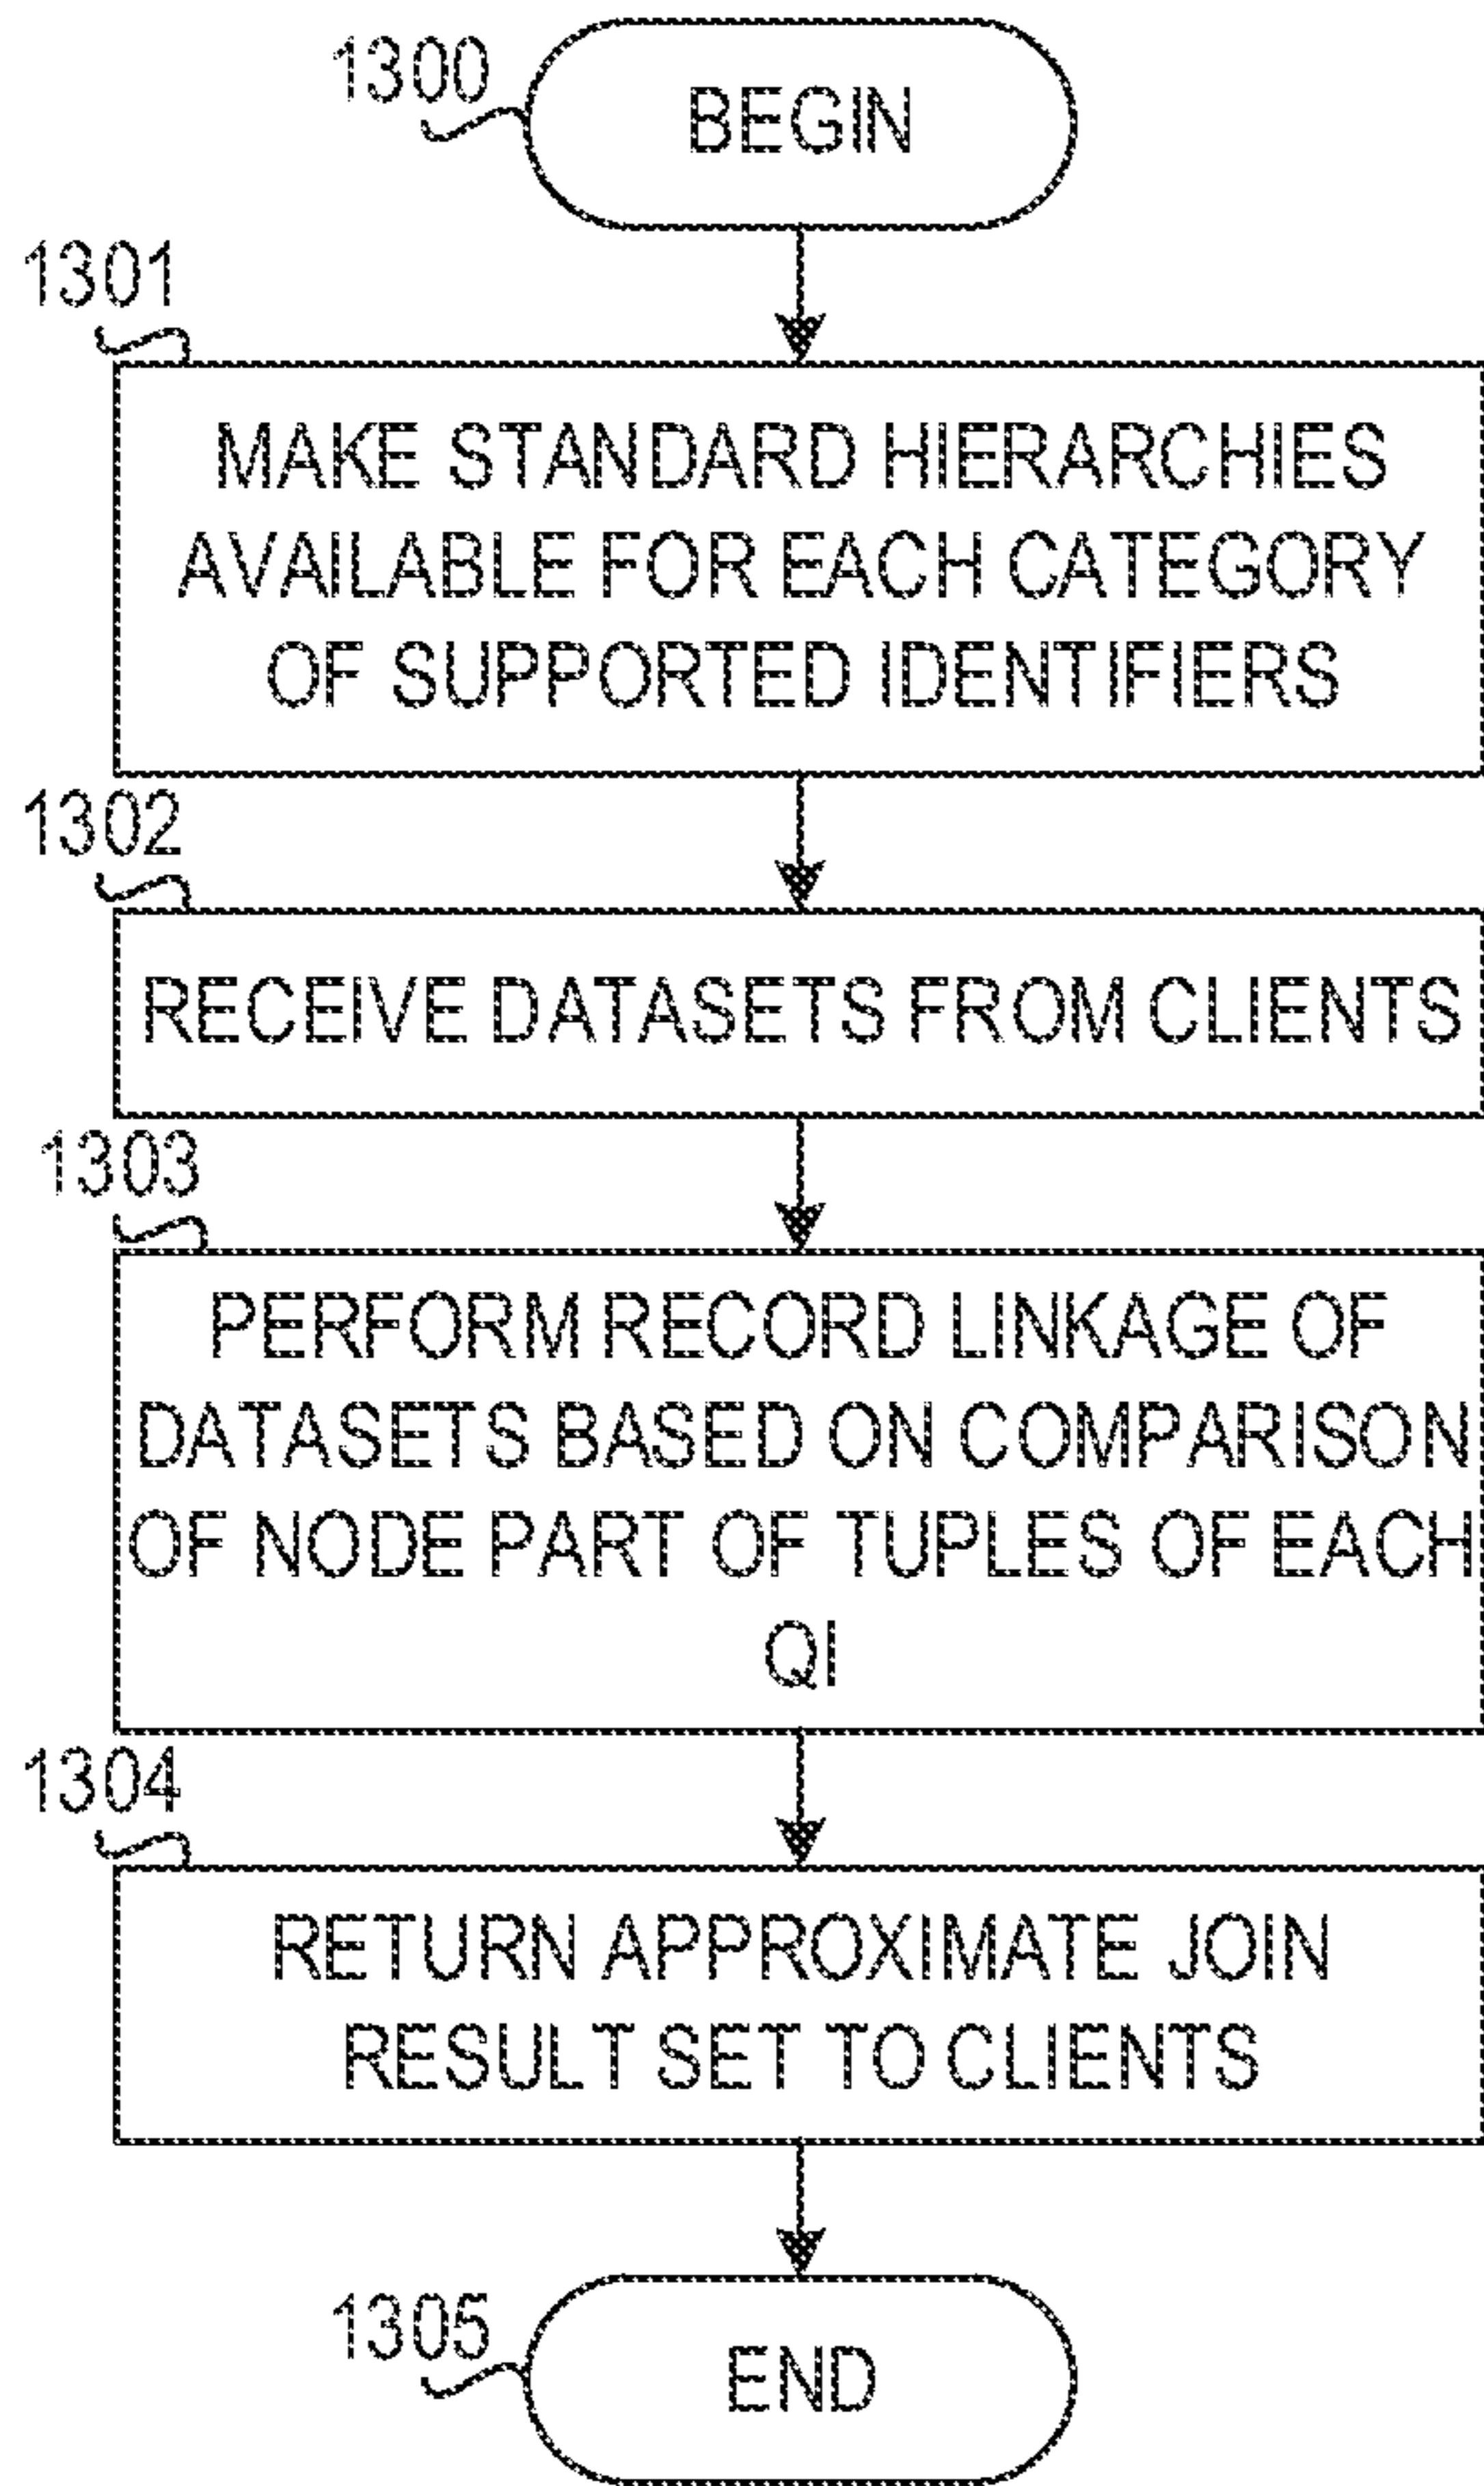 1300
BEGIN
1301
MAKE STANDARD HIERARCHIES
AVAILABLE FOR EACH CATEGORY
OF SUPPORTED IDENTIFIERS
1302
RECEIVE DATASETS FROM CLIENTS
1303
PERFORM RECORD LINKAGE OF
DATASETS BASED ON COMPARISON
OF NODE PART OF TUPLES OF EACH
QI
1304
RETURN APPROXIMATE JOIN
RESULT SET TO CLIENTS
1305
END